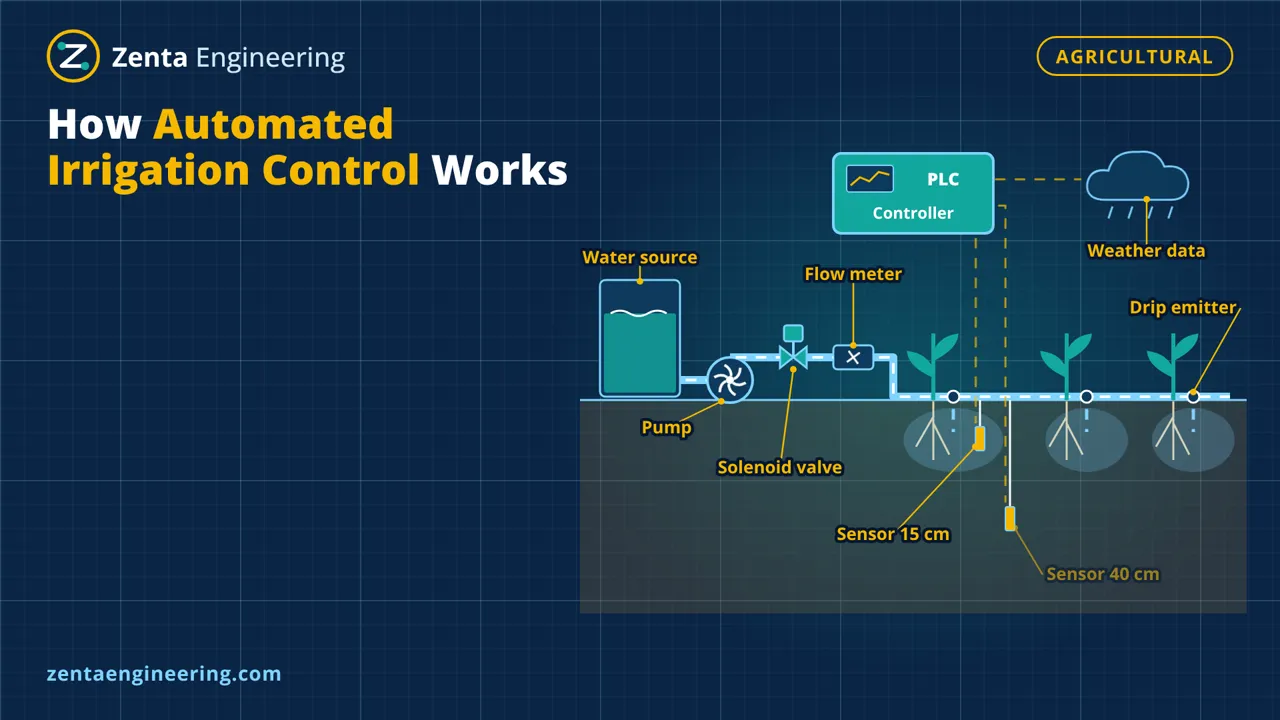 Zenta Engineering
AGRICULTURAL
How Automated
Irrigation Control Works
PLC
Controller
Weather data
Water source
Flow meter
Drip emitter
Pump
Solenoid valve
Sensor 15 cm
Sensor 40 cm
zentaengineering.com